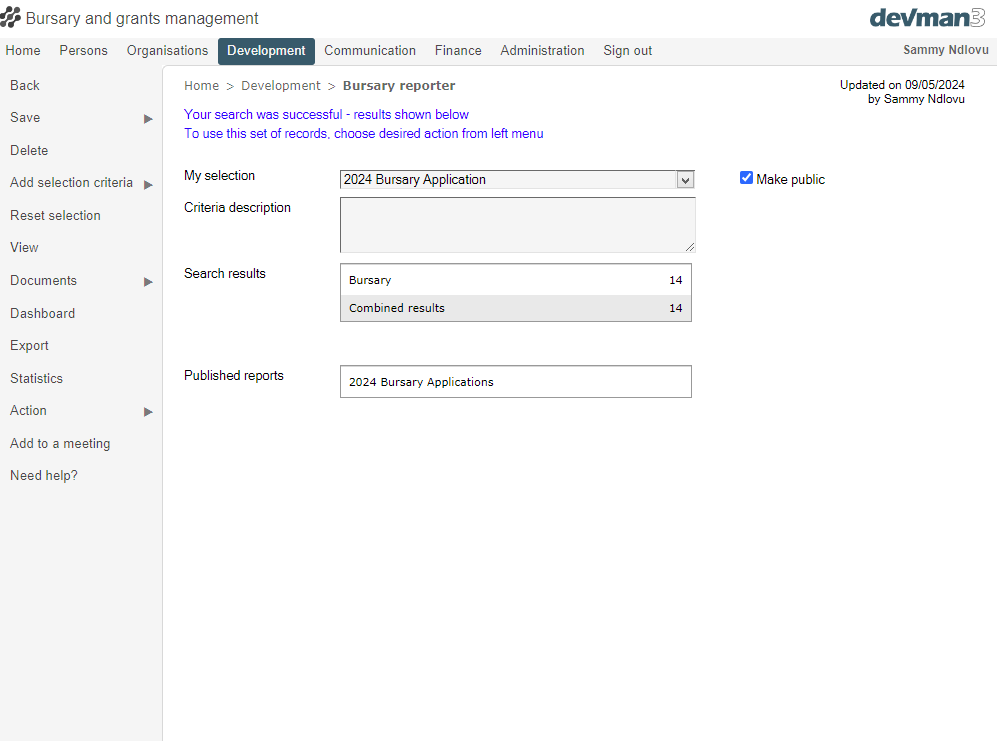 Bursary and grants management
devman3
Home Persons Organisations Development Communication Finance Administration Sign out Sammy Ndlovu
Back
Save
Delete
Add selection criteria
Reset selection
View
Documents
Dashboard
Export
Statistics
Action
Add to a meeting
Need help?
Home > Development > Bursary reporter
Updated on 09/05/2024
by Sammy Ndlovu
Your search was successful - results shown below
To use this set of records, choose desired action from left menu
My selection 2024 Bursary Application Make public
Criteria description
Search results Bursary 14
Combined results 14
Published reports 2024 Bursary Applications